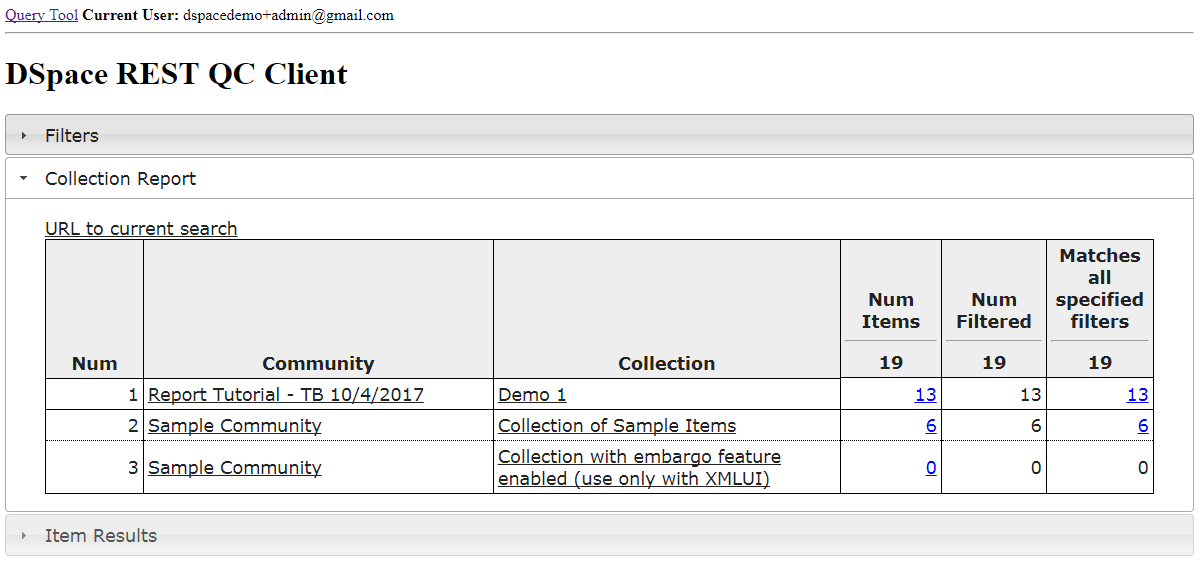 Query Tool Current User: dspacedemo+admin@gmail.com
DSpace REST QC Client
Filters
Collection Report
URL to current search
Num Community Collection Num Items 19 Num Filtered 19 Matches all specified filters 19
1 Report Tutorial - TB 10/4/2017 Demo 1 13 13 13
2 Sample Community Collection of Sample Items 6 6 6
3 Sample Community Collection with embargo feature enabled (use only with XMLUI) 0 0 0
Item Results